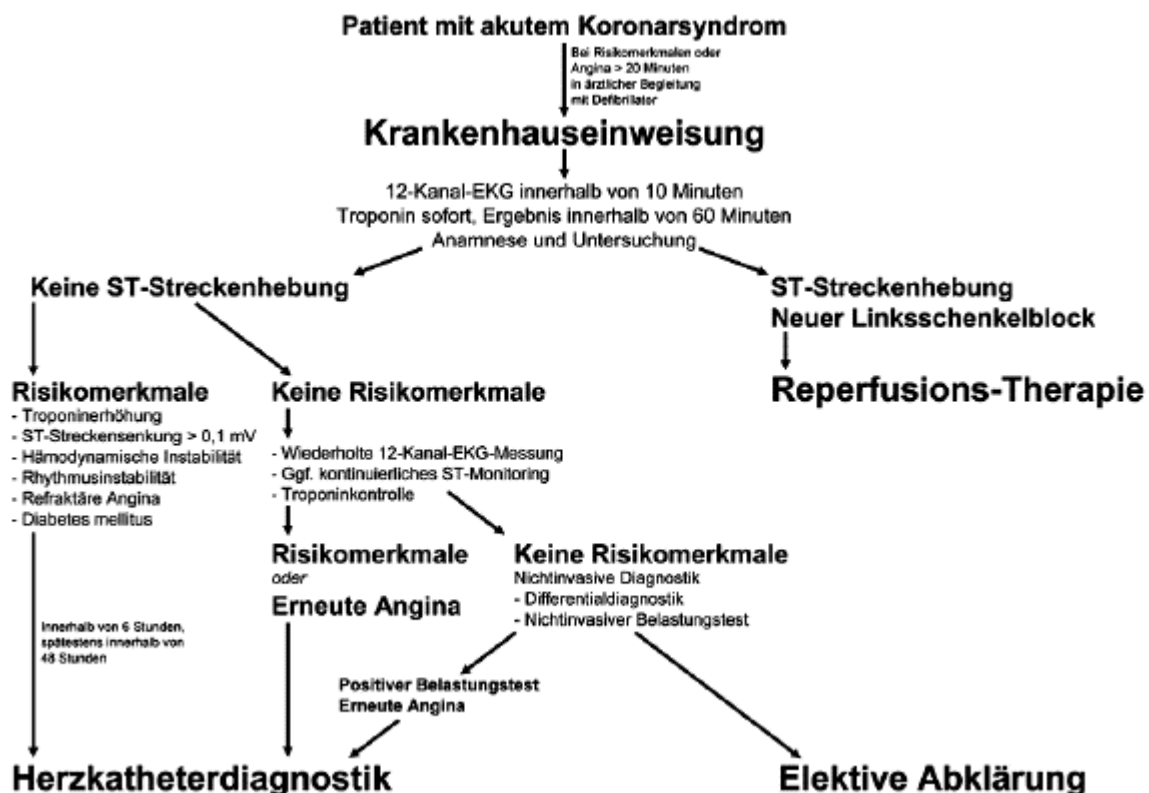 Patient mit akutem Koronarsyndrom
Bei Risikomerkmalen oder
Angina > 20 Minuten
in ärztlicher Begleitung
mit Defibrillator
Krankenhauseinweisung
12-Kanal-EKG innerhalb von 10 Minuten
Troponin sofort, Ergebnis innerhalb von 60 Minuten
Anamnese und Untersuchung
Keine ST-Streckenhebung
ST-Streckenhebung
Neuer Linksschenkelblock
Reperfusions-Therapie
Risikomerkmale
- Troponinerhöhung
- ST-Streckensenkung > 0,1 mV
- Hämodynamische Instabilität
- Rhythmusinstabilität
- Refraktäre Angina
- Diabetes mellitus
Keine Risikomerkmale
- Wiederholte 12-Kanal-EKG-Messung
- Ggf. kontinuierliches ST-Monitoring
- Troponinkontrolle
Risikomerkmale
oder
Erneute Angina
Keine Risikomerkmale
Nichtinvasive Diagnostik
- Differentialdiagnostik
- Nichtinvasiver Belastungstest
Innerhalb von 6 Stunden,
spätestens innerhalb von
48 Stunden
Positiver Belastungstest
Erneute Angina
Herzkatheterdiagnostik
Elektive Abklärung